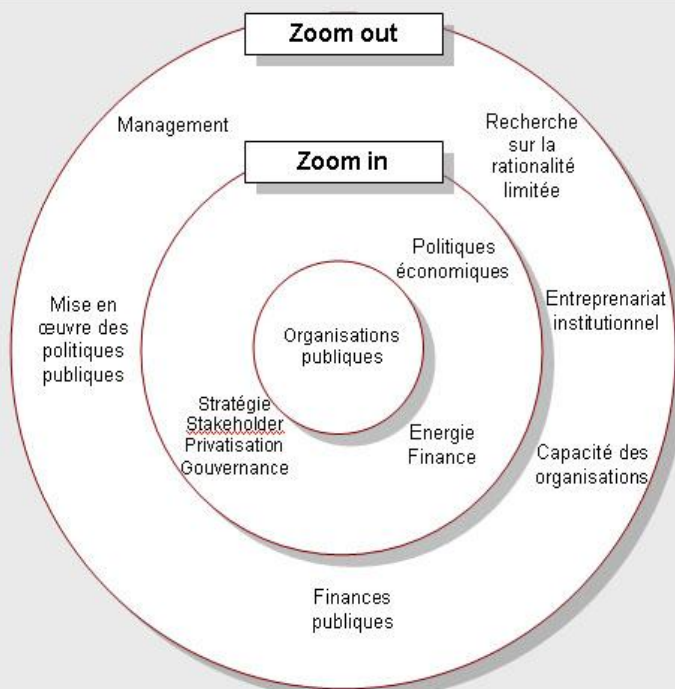 Zoom out
Management
Recherche
sur la
rationalité
limitée
Zoom in
Politiques
économiques
Mise en
œuvre des
politiques
publiques
Organisations
publiques
Entreprenariat
institutionnel
Stratégie
Stakeholder
Privatisation
Gouvernance
Energie
Finance
Capacité des
organisations
Finances
publiques